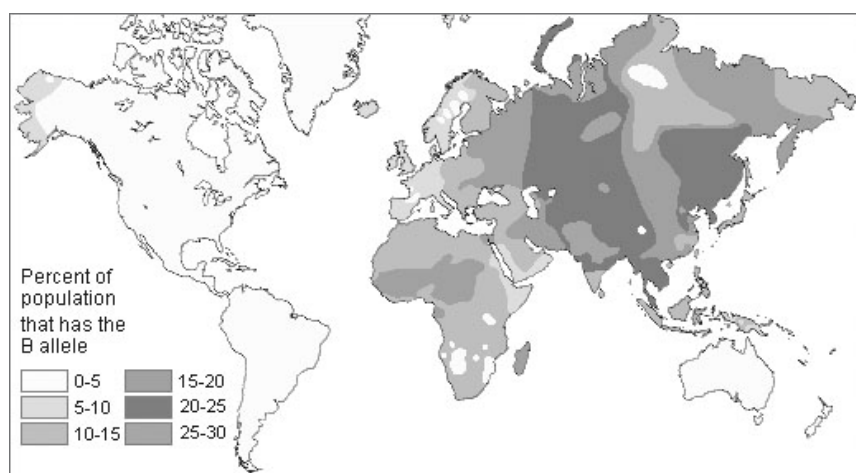 Percent of
population
that has the
B allele
0-5
5-10
10-15
15-20
20-25
25-30